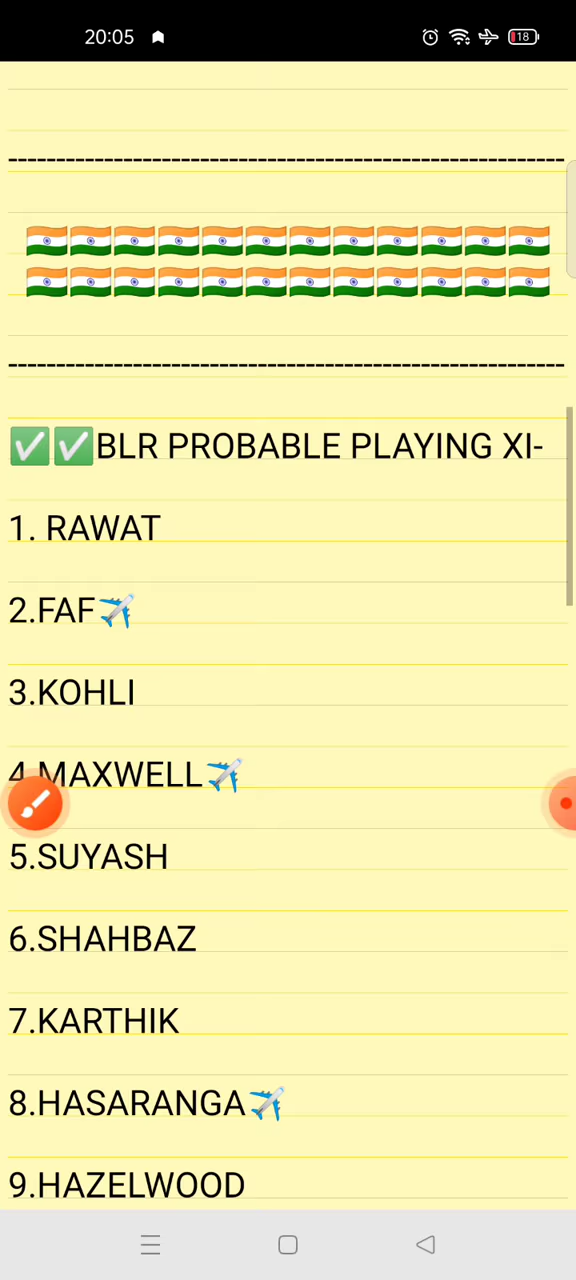 20:05
18
--------------------------------------------------------
🇮🇳🇮🇳🇮🇳🇮🇳🇮🇳🇮🇳🇮🇳🇮🇳🇮🇳🇮🇳🇮🇳🇮🇳
🇮🇳🇮🇳🇮🇳🇮🇳🇮🇳🇮🇳🇮🇳🇮🇳🇮🇳🇮🇳🇮🇳🇮🇳
--------------------------------------------------------
✅✅BLR PROBABLE PLAYING XI-
1. RAWAT
2.FAF✈️
3.KOHLI
4.MAXWELL✈️
5.SUYASH
6.SHAHBAZ
7.KARTHIK
8.HASARANGA✈️
9.HAZELWOOD